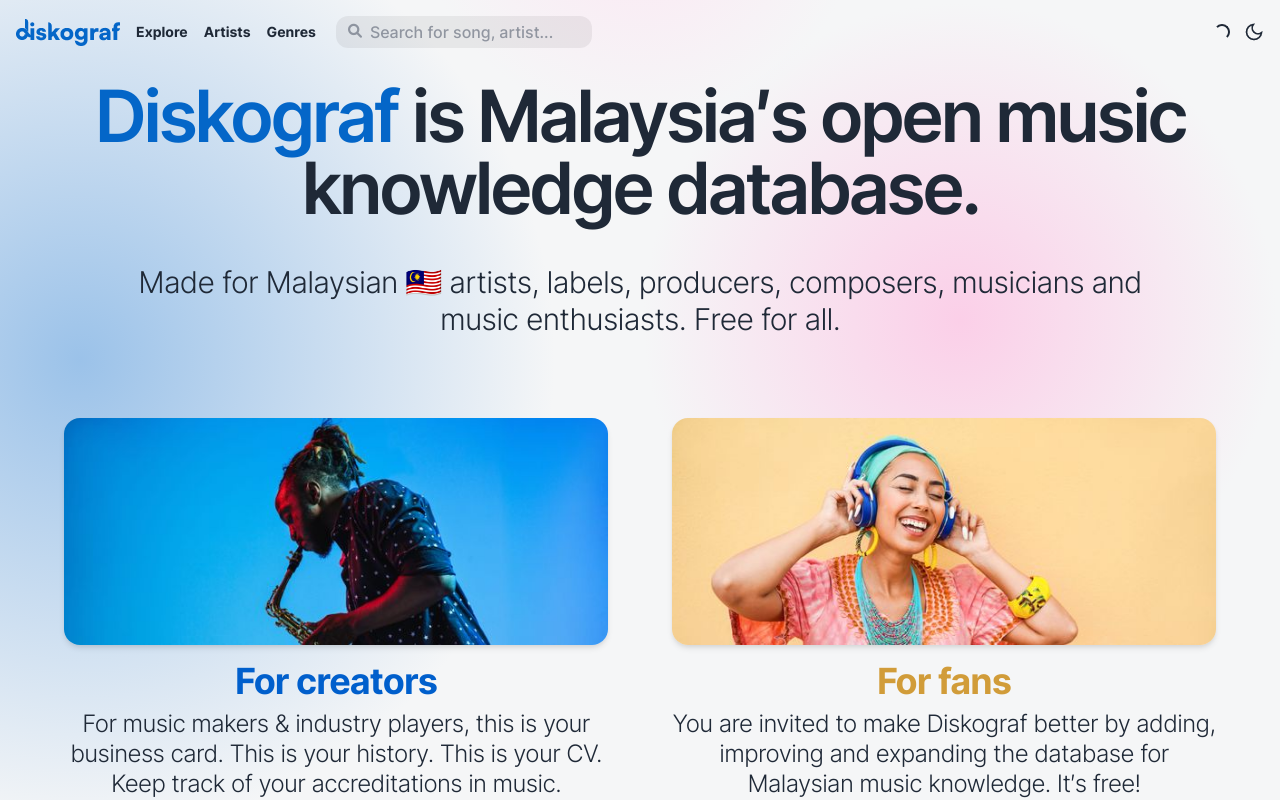 diskograf Explore Artists Genres Search for song, artist...
Diskograf is Malaysia's open music
knowledge database.
Made for Malaysian 🇲🇾 artists, labels, producers, composers, musicians and
music enthusiasts. Free for all.
For creators
For music makers & industry players, this is your
business card. This is your history. This is your CV.
Keep track of your accreditations in music.
For fans
You are invited to make Diskograf better by adding,
improving and expanding the database for
Malaysian music knowledge. It's free!